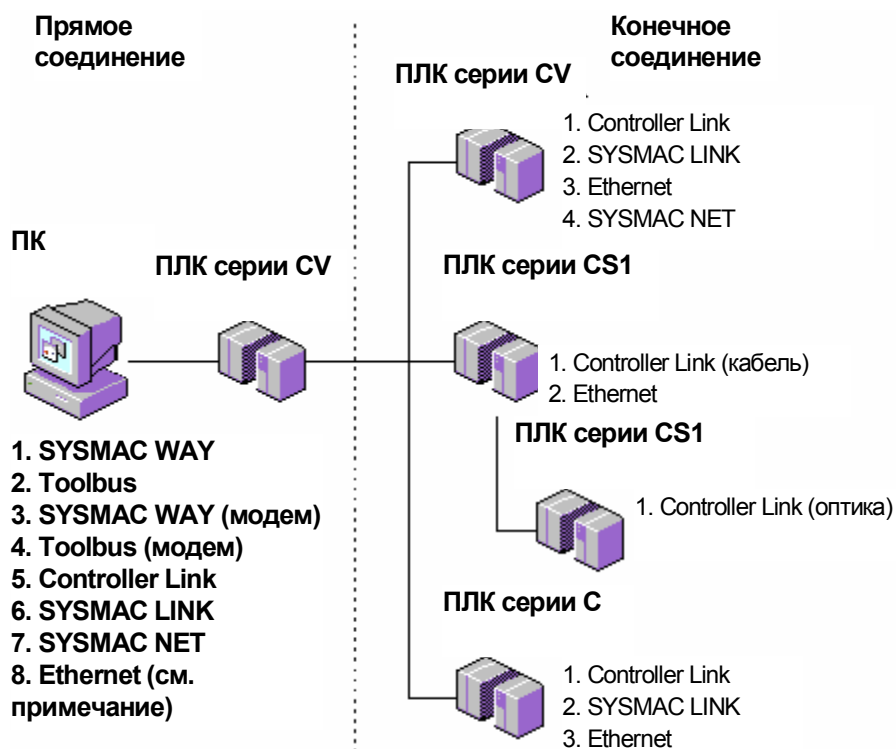 Прямое
соединение
Конечное
соединение
ПЛК серии CV
1. Controller Link
2. SYSMAC LINK
3. Ethernet
4. SYSMAC NET
ПК
ПЛК серии CV
ПЛК серии CS1
1. Controller Link (кабель)
2. Ethernet
ПЛК серии CS1
1. Controller Link (оптика)
1. SYSMAC WAY
2. Toolbus
3. SYSMAC WAY (модем)
4. Toolbus (модем)
5. Controller Link
6. SYSMAC LINK
7. SYSMAC NET
8. Ethernet (см.
примечание)
ПЛК серии C
1. Controller Link
2. SYSMAC LINK
3. Ethernet